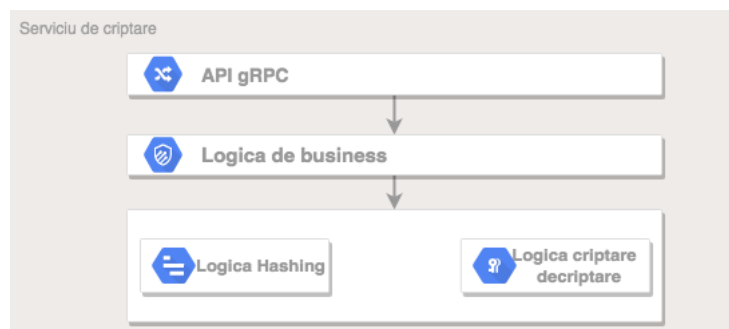 Serviciu de criptare
API gRPC
Logica de business
Logica Hashing
Logica criptare
decriptare